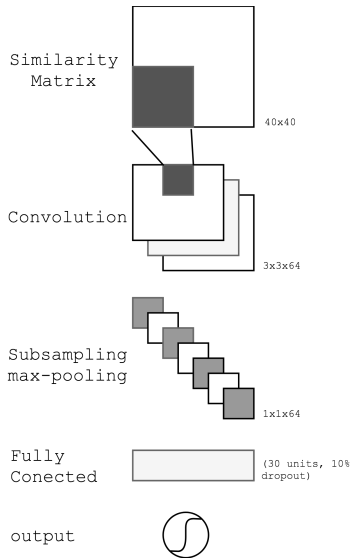 Similarity
Matrix
40x40
Convolution
3x3x64
Subsampling
max-pooling
1x1x64
Fully
Conected
(30 units, 10%
dropout)
output